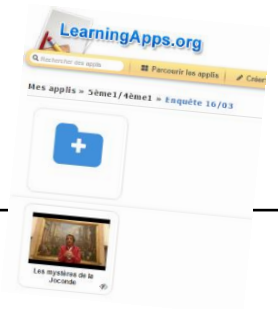 LearningApps.org
Rechercher des applis
Parcourir les applis
Créer
Mes applis » 5ème1/4ème1 » Enquête 16/03
Les mystères de la
Joconde